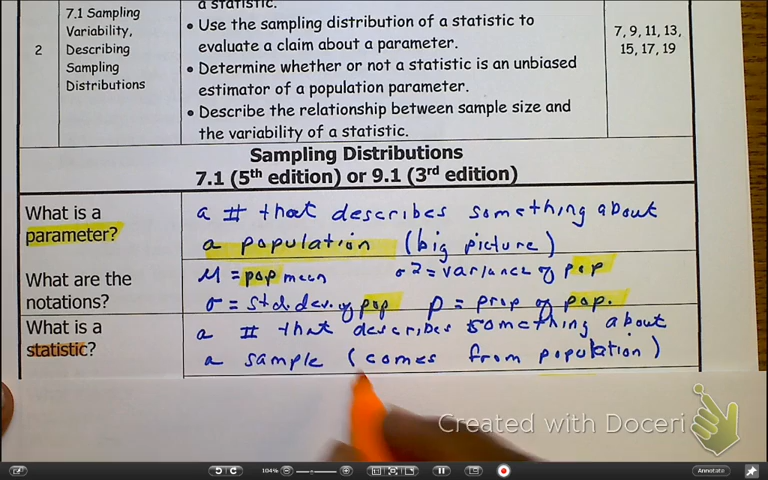 a statistic.
7.1 Sampling
Variability,
Describing
Sampling
Distributions
2
• Use the sampling distribution of a statistic to
evaluate a claim about a parameter.
• Determine whether or not a statistic is an unbiased
estimator of a population parameter.
• Describe the relationship between sample size and
the variability of a statistic.
7, 9, 11, 13,
15, 17, 19
Sampling Distributions
7.1 (5th edition) or 9.1 (3rd edition)
What is a
parameter?
a # that describes something about
a population (big picture)
What are the
notations?
μ = pop mean σ² = variance of pop
σ = std. dev. of pop p = prop of pop.
What is a
statistic?
a # that describes something about
a sample (comes from population)
Created with Doceri
104%
Annotate